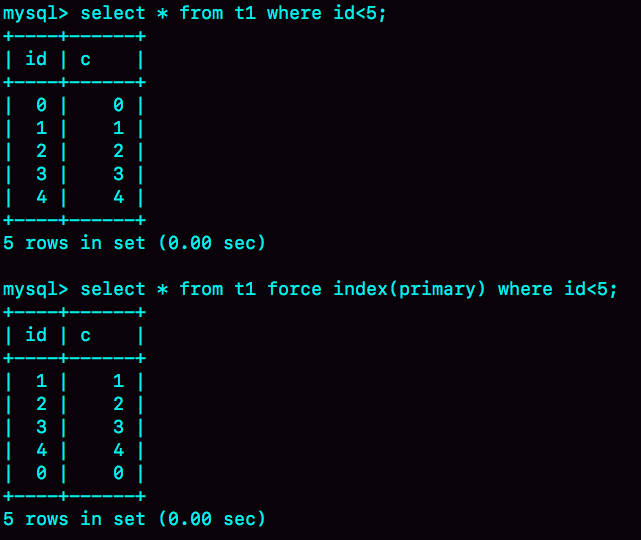 mysql> select * from t1 where id<5;
+----+------+
| id | c    |
+----+------+
|  0 |    0 |
|  1 |    1 |
|  2 |    2 |
|  3 |    3 |
|  4 |    4 |
+----+------+
5 rows in set (0.00 sec)

mysql> select * from t1 force index(primary) where id<5;
+----+------+
| id | c    |
+----+------+
|  1 |    1 |
|  2 |    2 |
|  3 |    3 |
|  4 |    4 |
|  0 |    0 |
+----+------+
5 rows in set (0.00 sec)